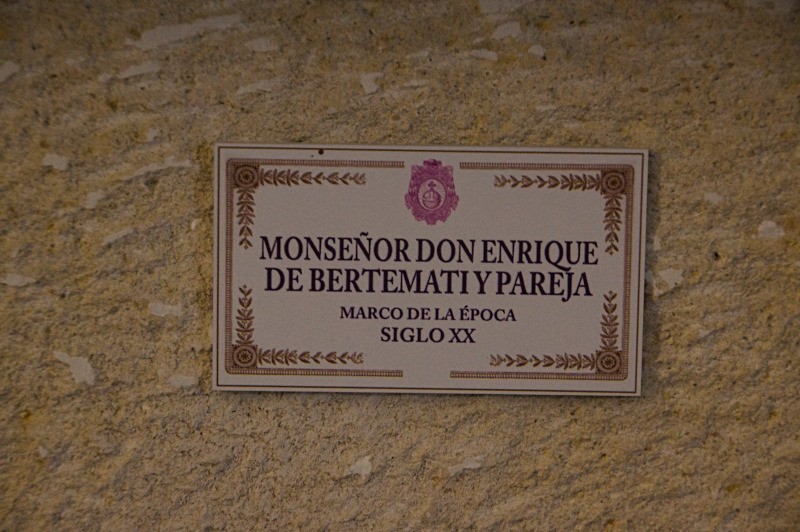 MONSEÑOR DON ENRIQUE
DE BERTEMATI Y PAREJA
MARCO DE LA ÉPOCA
SIGLO XX